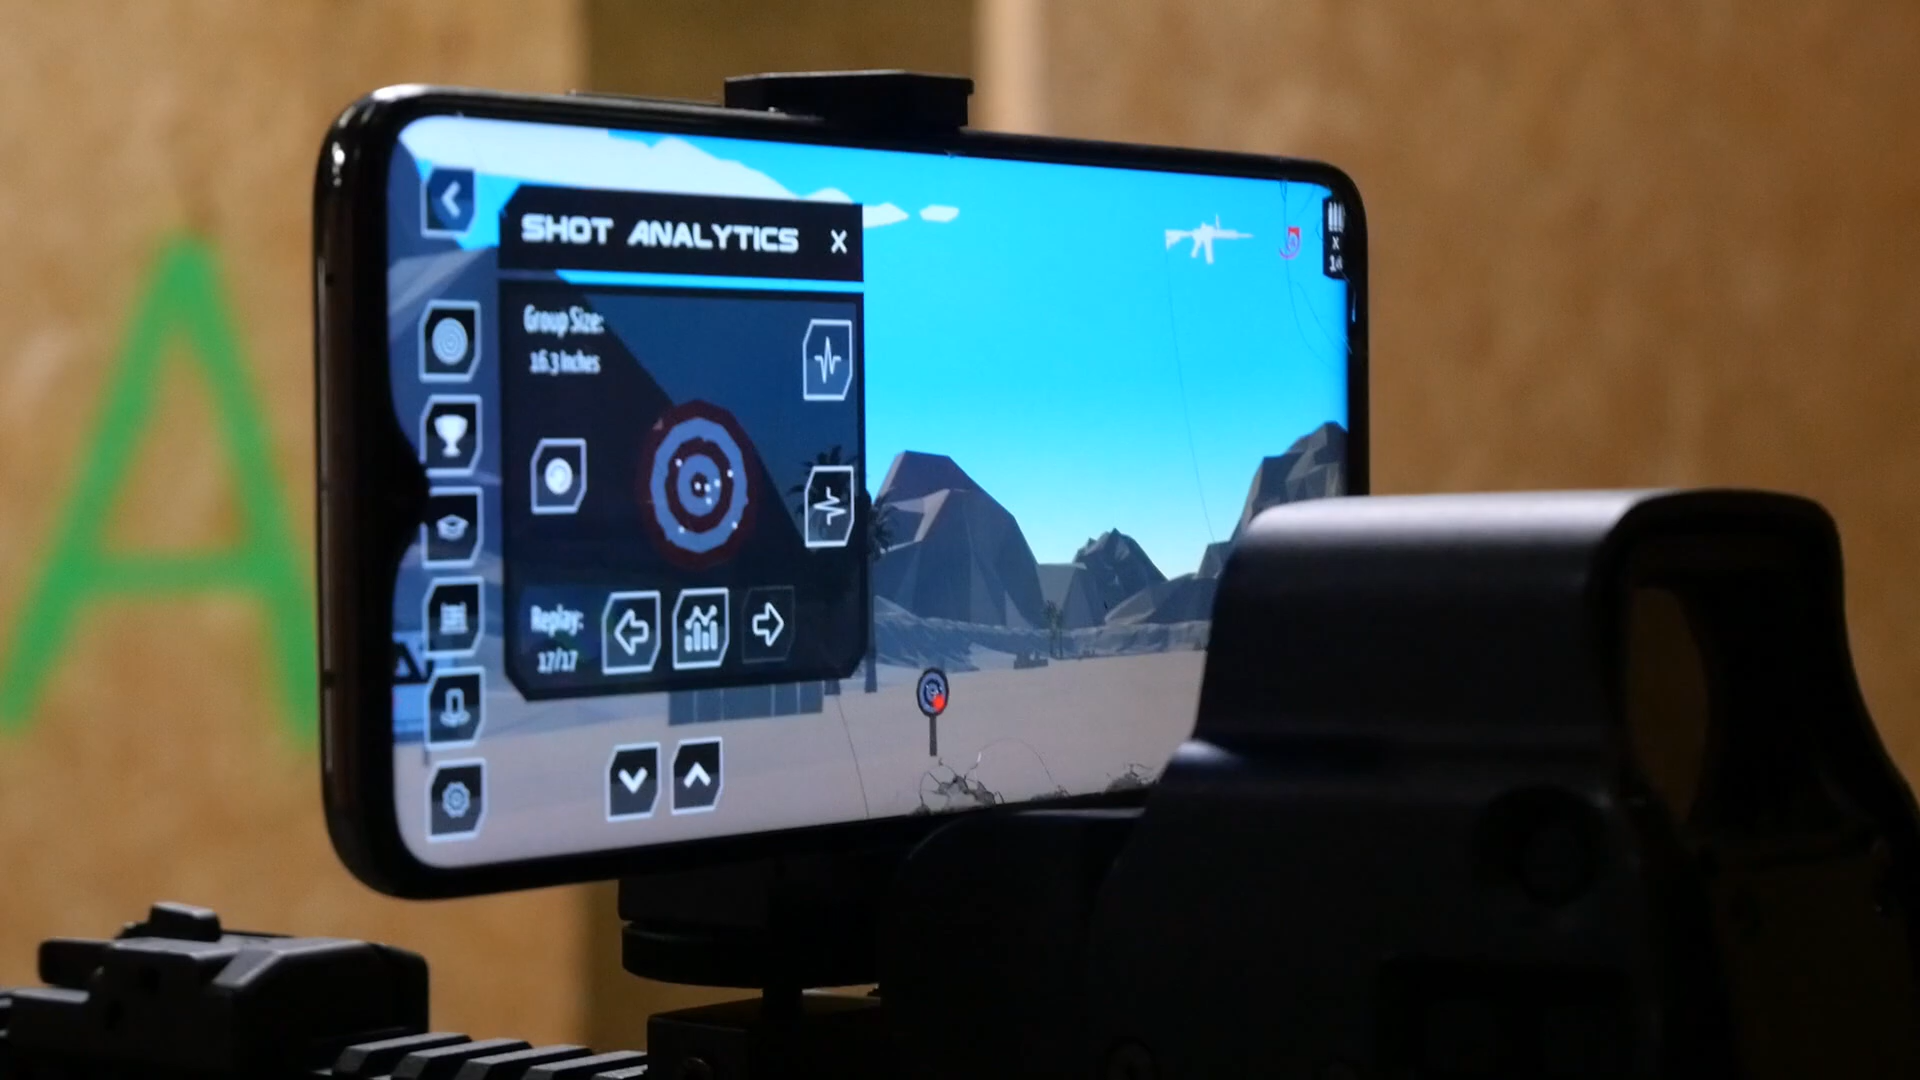 A
SHOT ANALYTICS X
Group Size:
16.3 Inches
Replay:
17/17
X